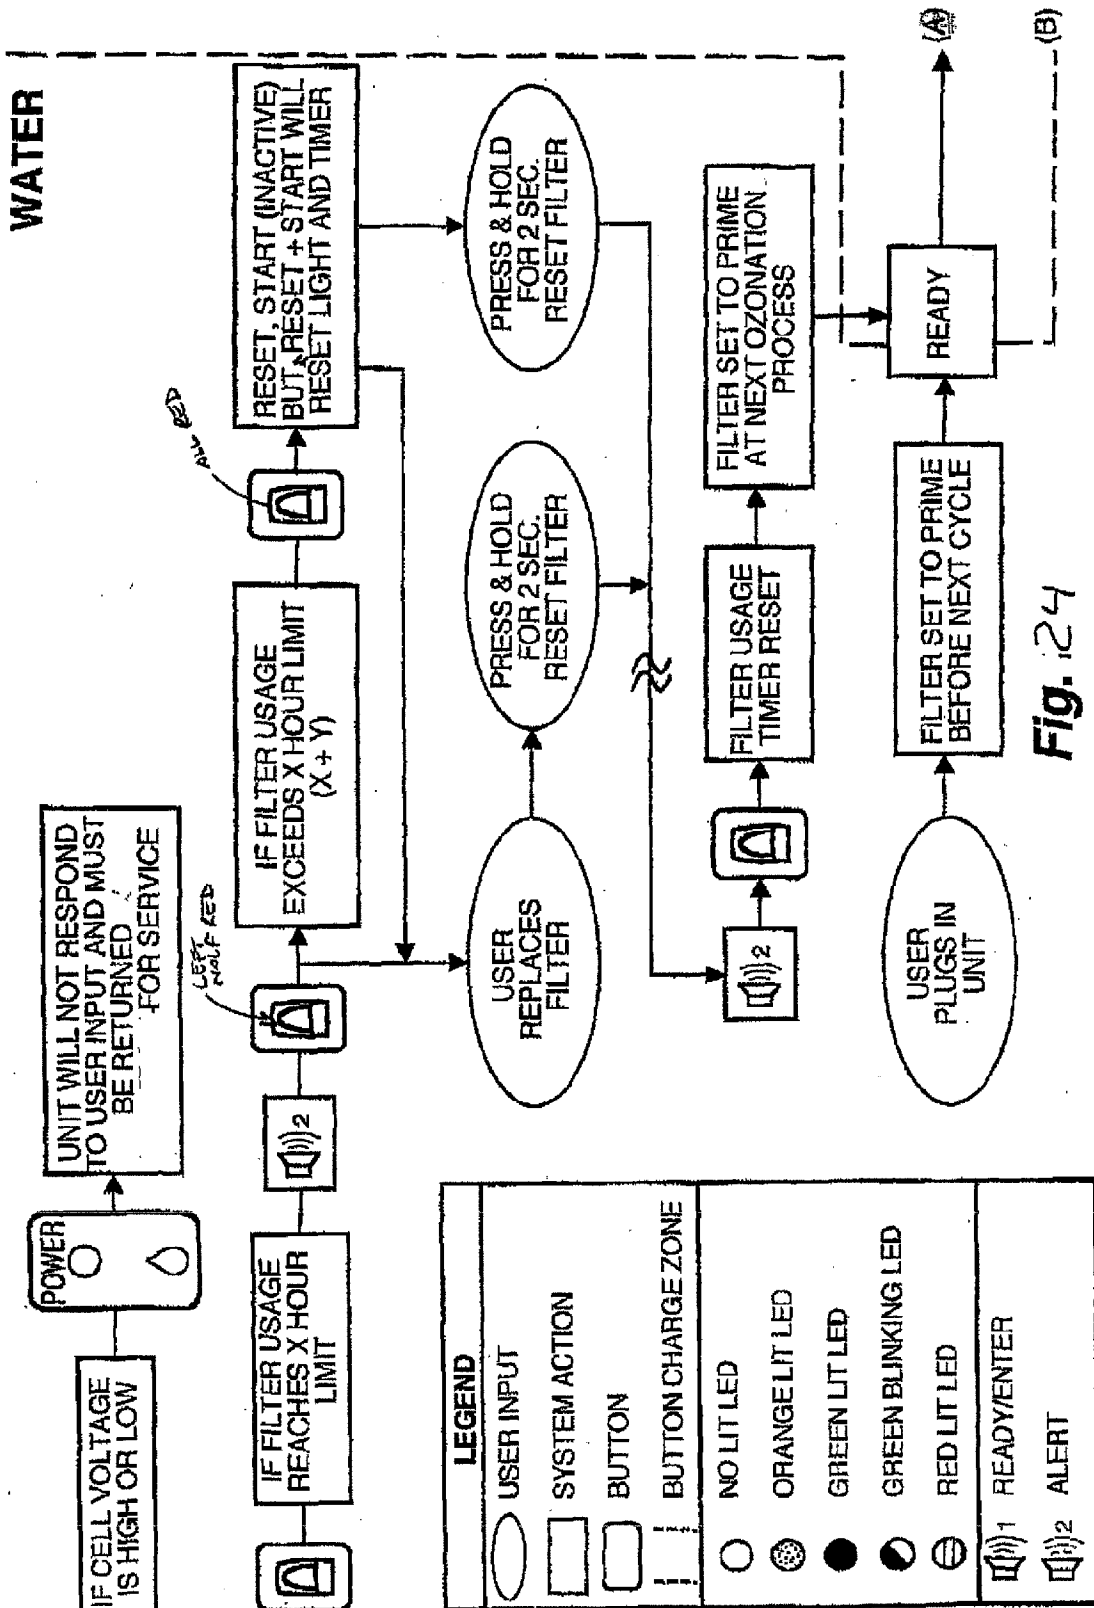 WATER
IF CELL VOLTAGE
IS HIGH OR LOW
POWER
UNIT WILL NOT RESPOND
TO USER INPUT AND MUST
BE RETURNED
FOR SERVICE
IF FILTER USAGE
REACHES X HOUR
LIMIT
2
LEFT
HALF RED
IF FILTER USAGE
EXCEEDS X HOUR LIMIT
(X + Y)
ALL RED
RESET, START (INACTIVE)
BUT, RESET + START WILL
RESET LIGHT AND TIMER
USER
REPLACES
FILTER
PRESS & HOLD
FOR 2 SEC.
RESET FILTER
PRESS & HOLD
FOR 2 SEC.
RESET FILTER
2
FILTER USAGE
TIMER RESET
FILTER SET TO PRIME
AT NEXT OZONATION
PROCESS
USER
PLUGS IN
UNIT
FILTER SET TO PRIME
BEFORE NEXT CYCLE
READY
(A)
(B)
LEGEND
USER INPUT
SYSTEM ACTION
BUTTON
BUTTON CHARGE ZONE
NO LIT LED
ORANGE LIT LED
GREEN LIT LED
GREEN BLINKING LED
RED LIT LED
1 READY/ENTER
2 ALERT
Fig. 24